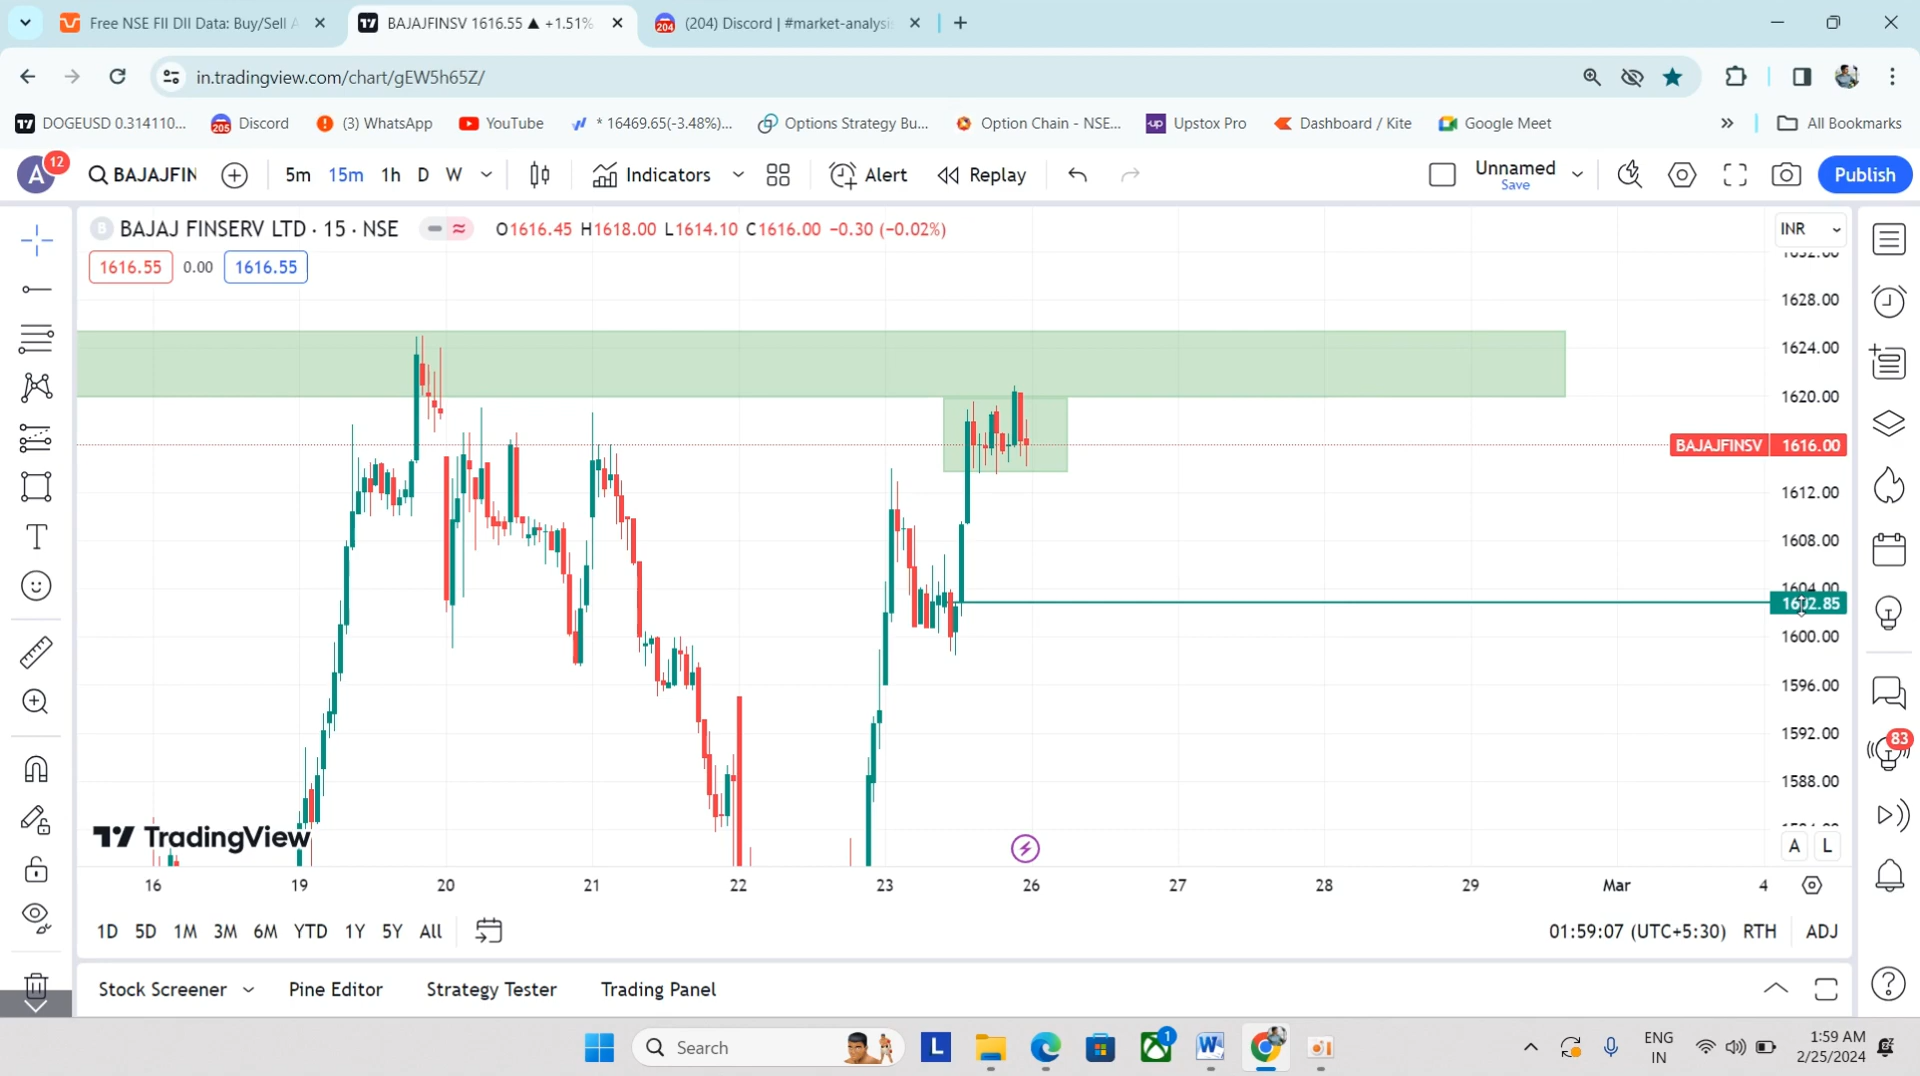 Free NSE FII DII Data: Buy/Sell A
BAJAJFINSV 1616.55 ▲ +1.51%
(204) Discord | #market-analysi
204
in.tradingview.com/chart/gEW5h65Z/
DOGEUSD 0.314110...
205
Discord
(3) WhatsApp
YouTube
* 16469.65(-3.48%)...
Options Strategy Bu...
Option Chain - NSE...
up
Upstox Pro
Dashboard / Kite
Google Meet
»
All Bookmarks
A
12
BAJAJFIN
5m
15m
1h
D
W
Indicators
Alert
Replay
Unnamed
Save
Publish
B
BAJAJ FINSERV LTD · 15 · NSE
O1616.45 H1618.00 L1614.10 C1616.00 −0.30 (−0.02%)
INR
1616.55
0.00
1616.55
1628.00
1624.00
1620.00
BAJAJFINSV 1616.00
1612.00
1608.00
1604.00
1602.85
1600.00
1596.00
1592.00
1588.00
83
TradingView
A
L
16
19
20
21
22
23
26
27
28
29
Mar
4
1D
5D
1M
3M
6M
YTD
1Y
5Y
All
01:59:07 (UTC+5:30)
RTH
ADJ
Stock Screener
Pine Editor
Strategy Tester
Trading Panel
Search
L
1
W
ENG
IN
1:59 AM
2/25/2024